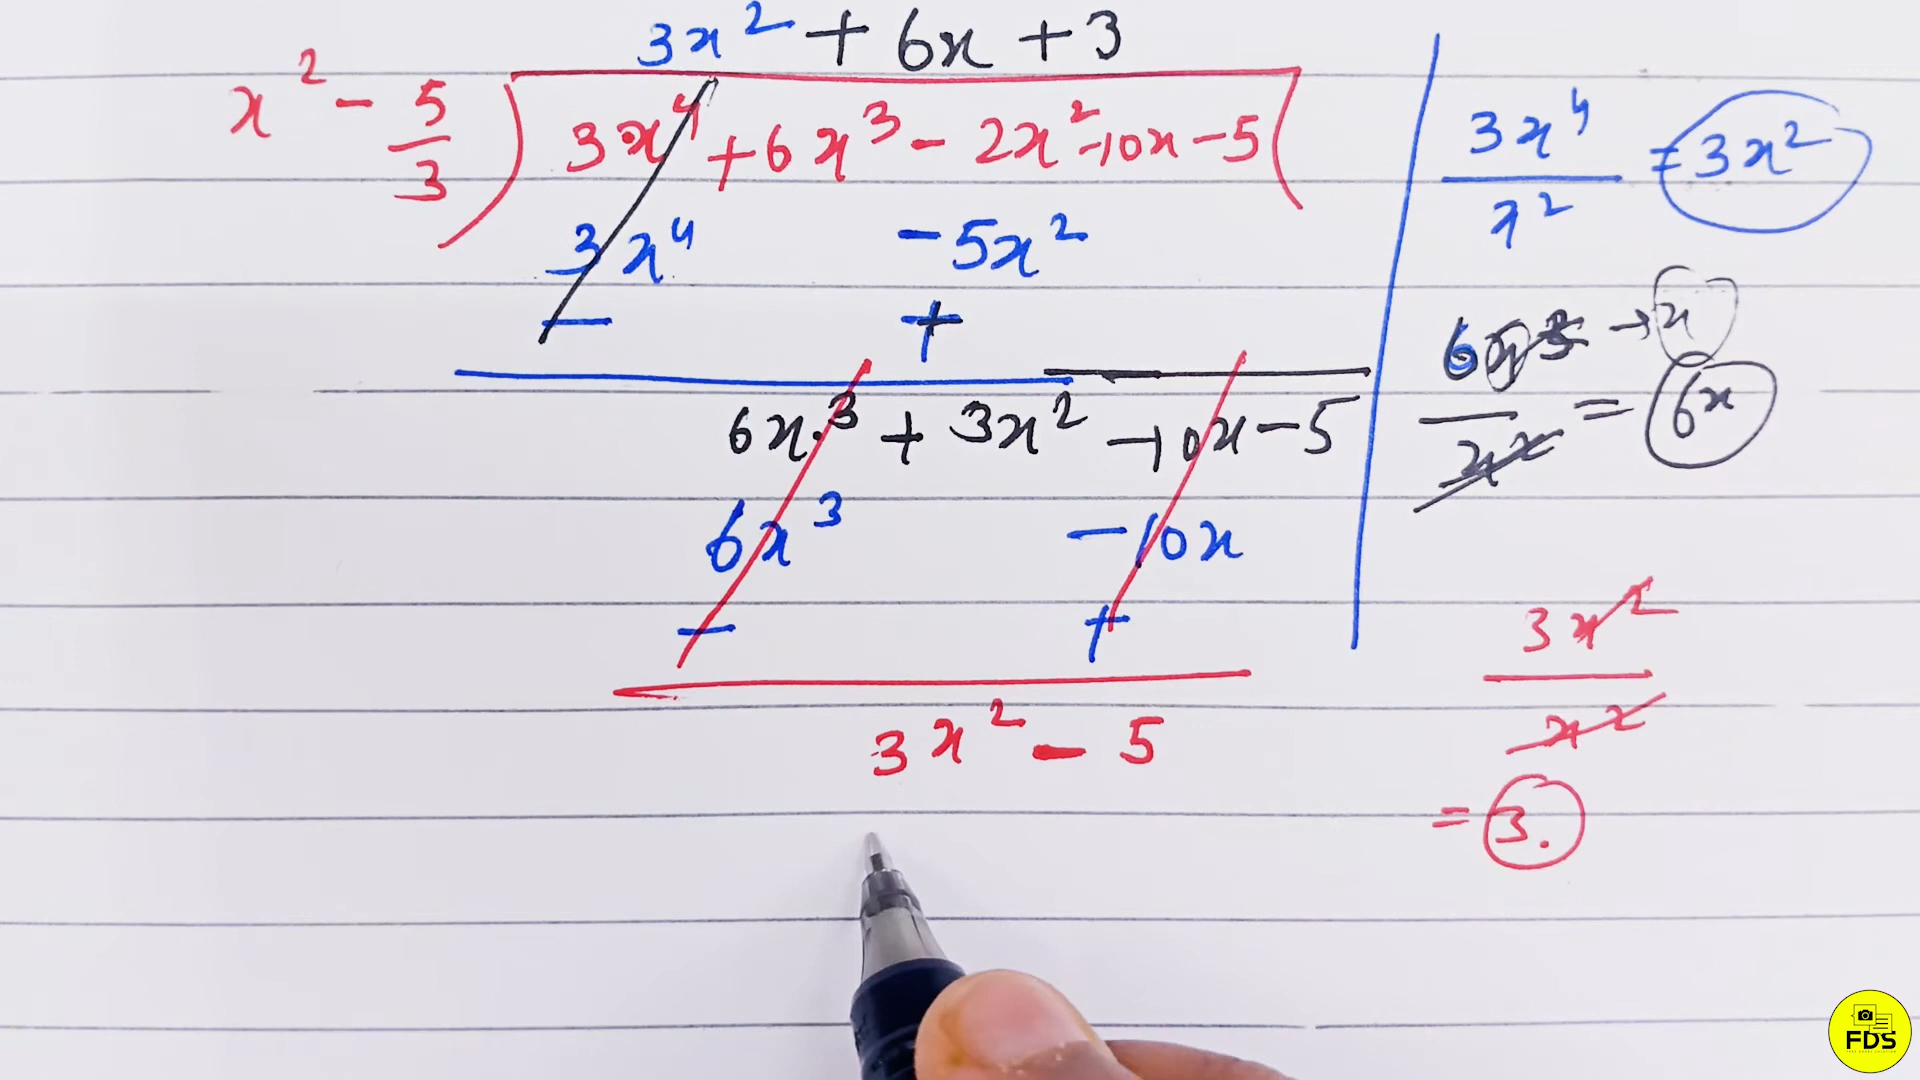 3x² + 6x + 3
x² - 5/3 ) 3x⁴ + 6x³ - 2x² - 10x - 5 (
3x⁴ - 5x²
- +
6x³ + 3x² - 10x - 5
6x³ - 10x
- +
3x² - 5
3x⁴
x²
= 3x²
6x³ → x
x²
= 6x
3x²
x²
= 3.
FDS